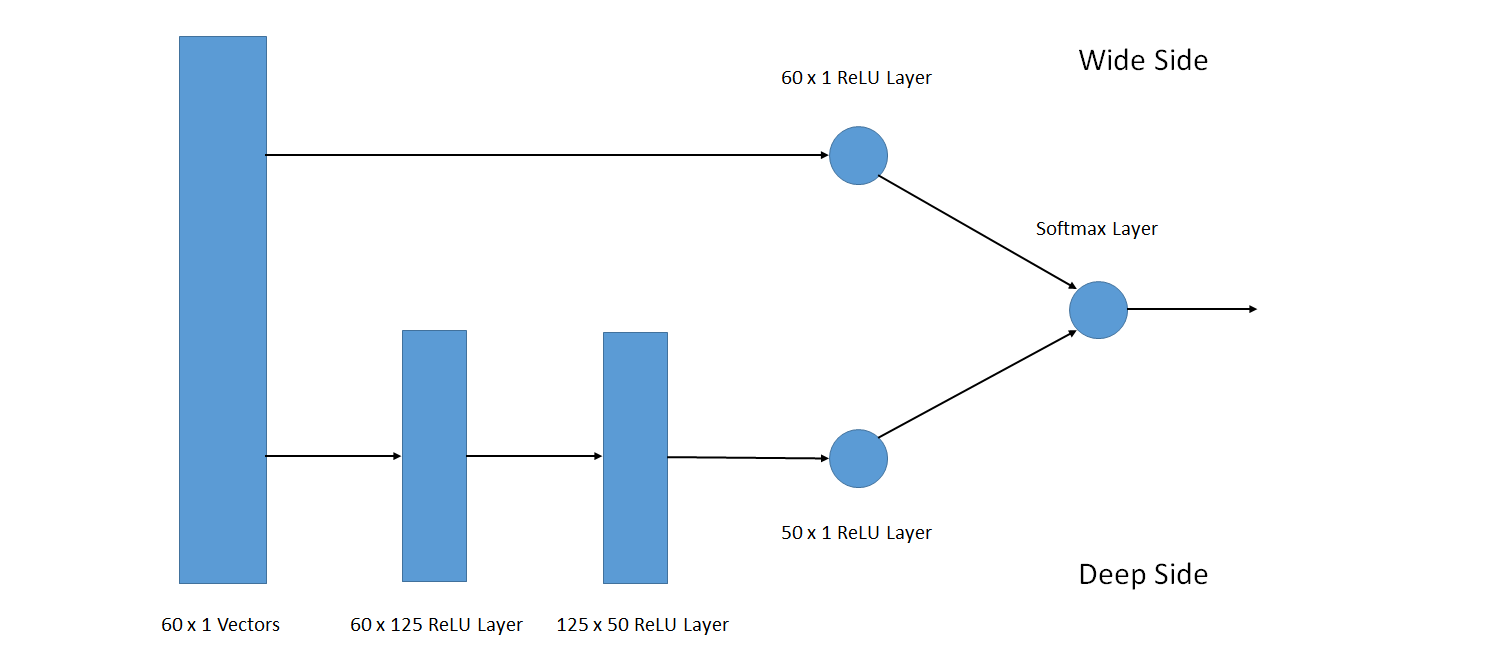 Wide Side
60 x 1 ReLU Layer
Softmax Layer
50 x 1 ReLU Layer
Deep Side
60 x 1 Vectors
60 x 125 ReLU Layer
125 x 50 ReLU Layer